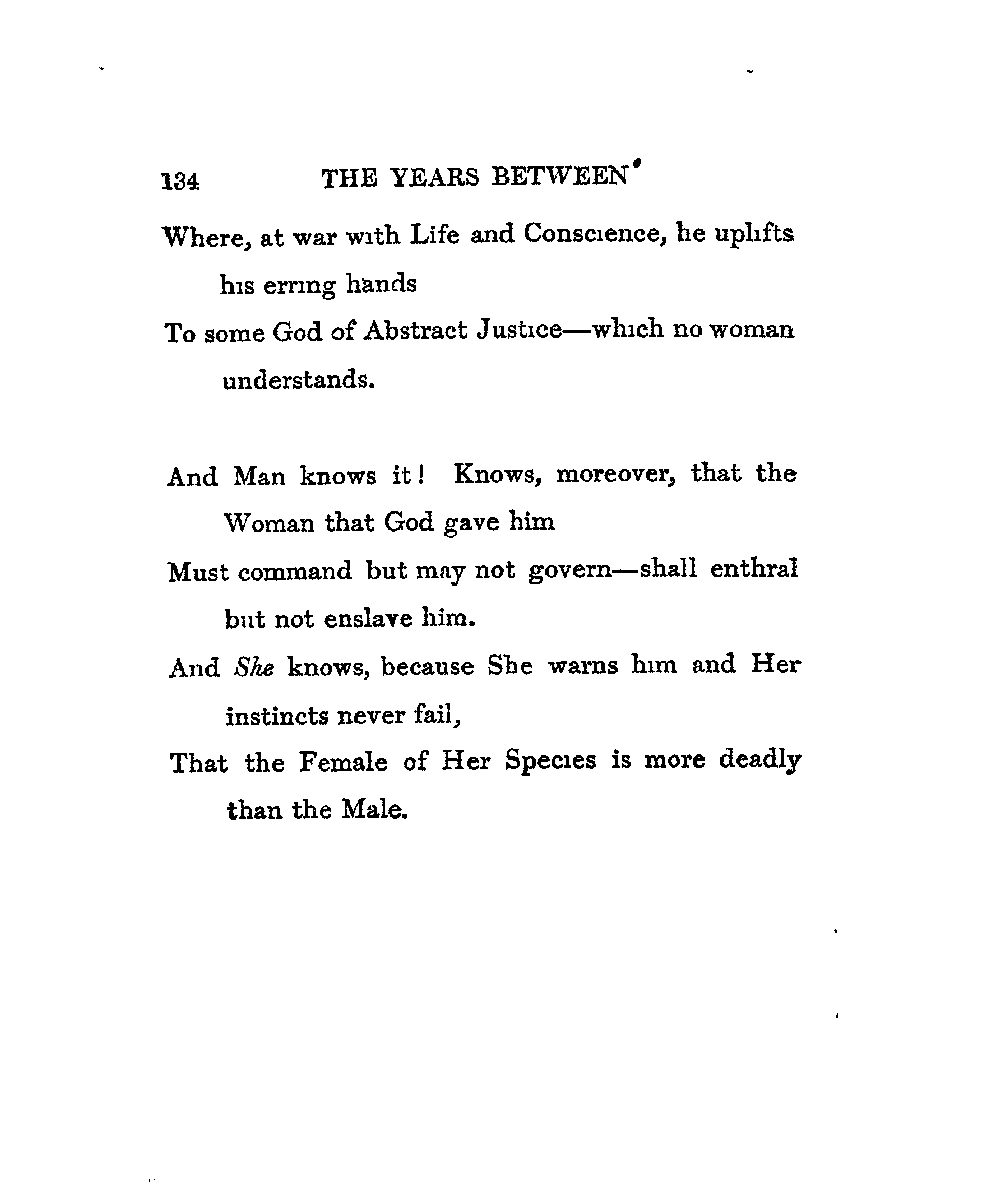 134 THE YEARS BETWEEN
Where, at war with Life and Conscience, he uplifts
his erring hands
To some God of Abstract Justice—which no woman
understands.
And Man knows it! Knows, moreover, that the
Woman that God gave him
Must command but may not govern—shall enthral
but not enslave him.
And She knows, because She warns him and Her
instincts never fail,
That the Female of Her Species is more deadly
than the Male.